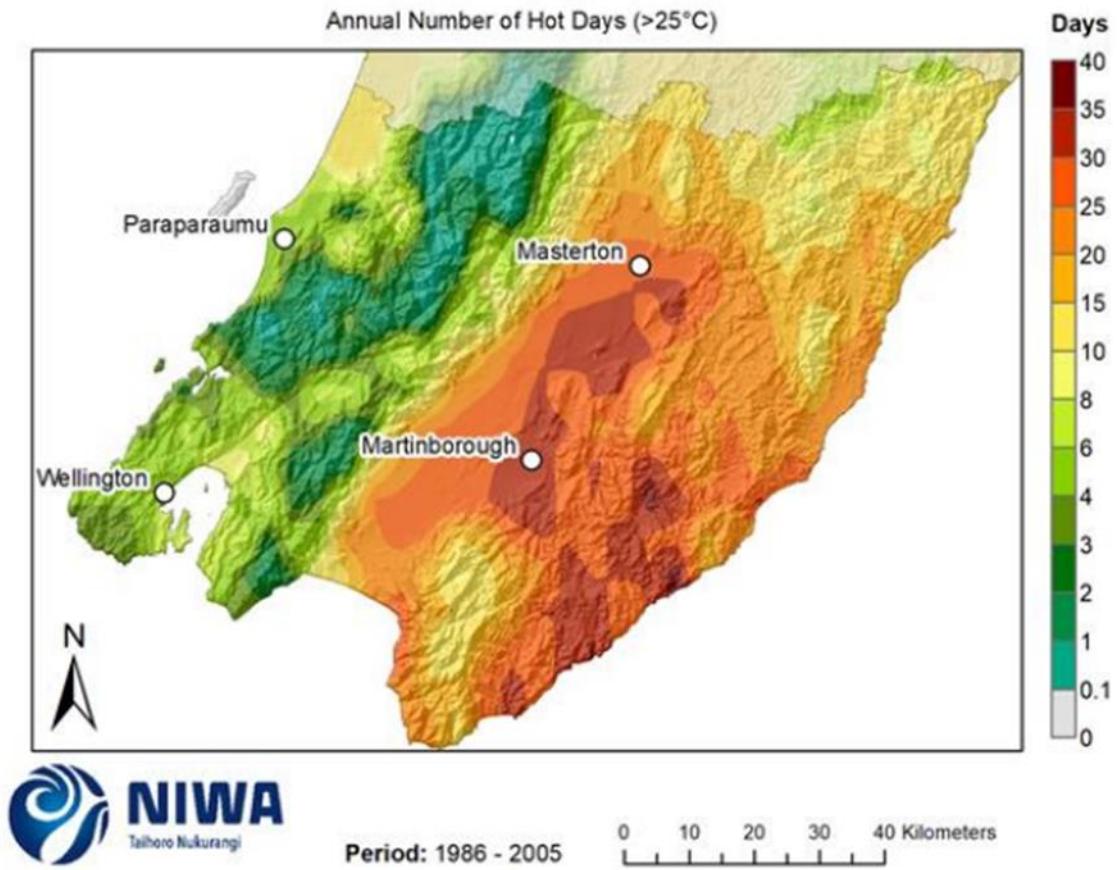 Annual Number of Hot Days (>25°C)
Days
40
35
30
25
20
15
10
8
6
4
3
2
1
0.1
0
Paraparaumu
Masterton
Martinborough
Wellington
N
NIWA
Taihoro Nukurangi
Period: 1986 - 2005
0 10 20 30 40 Kilometers